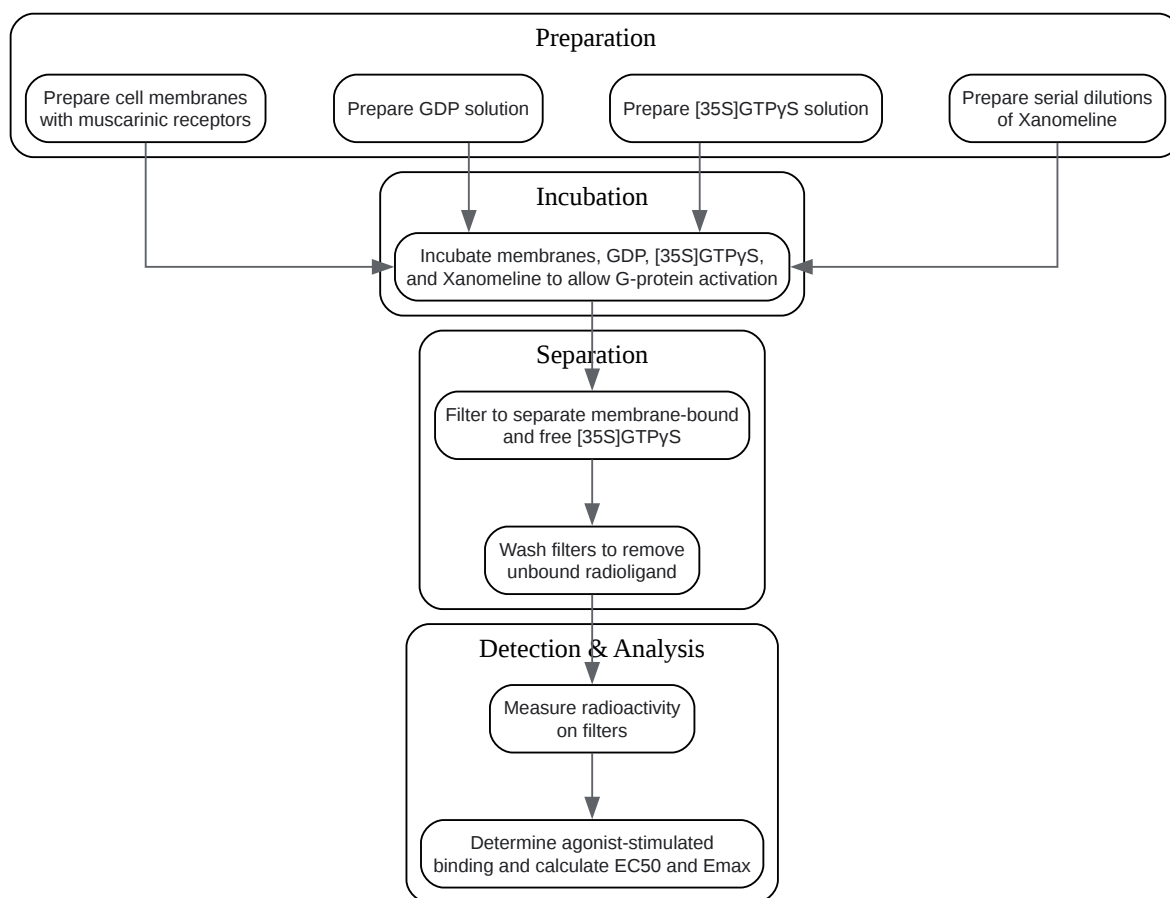 Preparation
Prepare cell membranes
with muscarinic receptors
Prepare GDP solution
Prepare [35S]GTPγS solution
Prepare serial dilutions
of Xanomeline
Incubation
Incubate membranes, GDP, [35S]GTPγS,
and Xanomeline to allow G-protein activation
Separation
Filter to separate membrane-bound
and free [35S]GTPγS
Wash filters to remove
unbound radioligand
Detection & Analysis
Measure radioactivity
on filters
Determine agonist-stimulated
binding and calculate EC50 and Emax